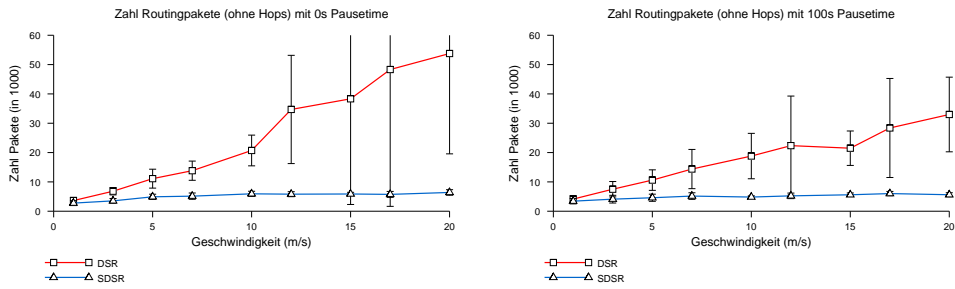 Zahl Routingpakete (ohne Hops) mit 0s Pausetime
Zahl Pakete (in 1000)
60
50
40
30
20
10
0
0
5
10
15
20
Geschwindigkeit (m/s)
DSR
SDSR
Zahl Routingpakete (ohne Hops) mit 100s Pausetime
Zahl Pakete (in 1000)
60
50
40
30
20
10
0
0
5
10
15
20
Geschwindigkeit (m/s)
DSR
SDSR